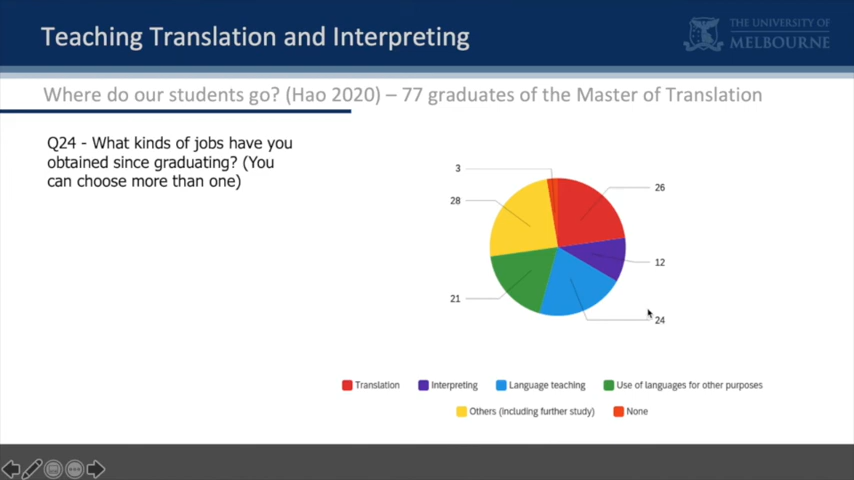 Teaching Translation and Interpreting
THE UNIVERSITY OF
MELBOURNE
Where do our students go? (Hao 2020) – 77 graduates of the Master of Translation
Q24 - What kinds of jobs have you
obtained since graduating? (You
can choose more than one)
3
26
28
12
21
24
Translation
Interpreting
Language teaching
Use of languages for other purposes
Others (including further study)
None